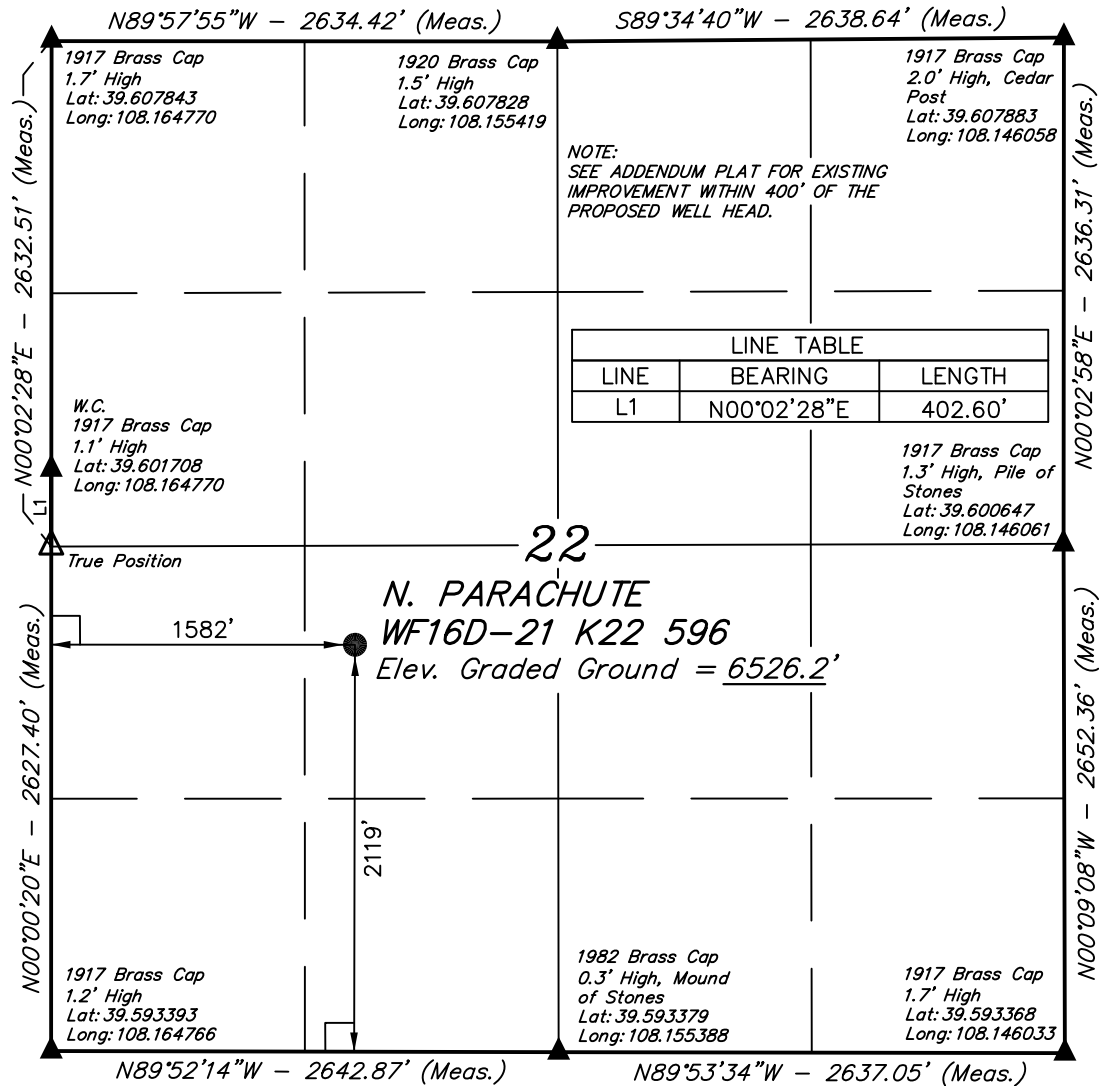 N89°57'55"W - 2634.42' (Meas.)
S89°34'40"W - 2638.64' (Meas.)
1917 Brass Cap
1.7' High
Lat: 39.607843
Long: 108.164770
1920 Brass Cap
1.5' High
Lat: 39.607828
Long: 108.155419
1917 Brass Cap
2.0' High, Cedar
Post
Lat: 39.607883
Long: 108.146058
N00°02'28"E - 2632.51' (Meas.)
N00°02'58"E - 2636.31' (Meas.)
NOTE:
SEE ADDENDUM PLAT FOR EXISTING
IMPROVEMENT WITHIN 400' OF THE
PROPOSED WELL HEAD.
LINE TABLE
LINE BEARING LENGTH
L1 N00°02'28"E 402.60'
W.C.
1917 Brass Cap
1.1' High
Lat: 39.601708
Long: 108.164770
L1
1917 Brass Cap
1.3' High, Pile of
Stones
Lat: 39.600647
Long: 108.146061
22
True Position
N. PARACHUTE
WF16D-21 K22 596
Elev. Graded Ground = 6526.2'
1582'
2119'
N00°00'20"E - 2627.40' (Meas.)
N00°09'08"W - 2652.36' (Meas.)
1917 Brass Cap
1.2' High
Lat: 39.593393
Long: 108.164766
1982 Brass Cap
0.3' High, Mound
of Stones
Lat: 39.593379
Long: 108.155388
1917 Brass Cap
1.7' High
Lat: 39.593368
Long: 108.146033
N89°52'14"W - 2642.87' (Meas.)
N89°53'34"W - 2637.05' (Meas.)